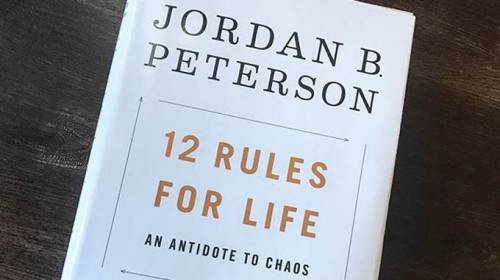 JORDAN B.
PETERSON
12 RULES
FOR LIFE
AN ANTIDOTE TO CHAOS